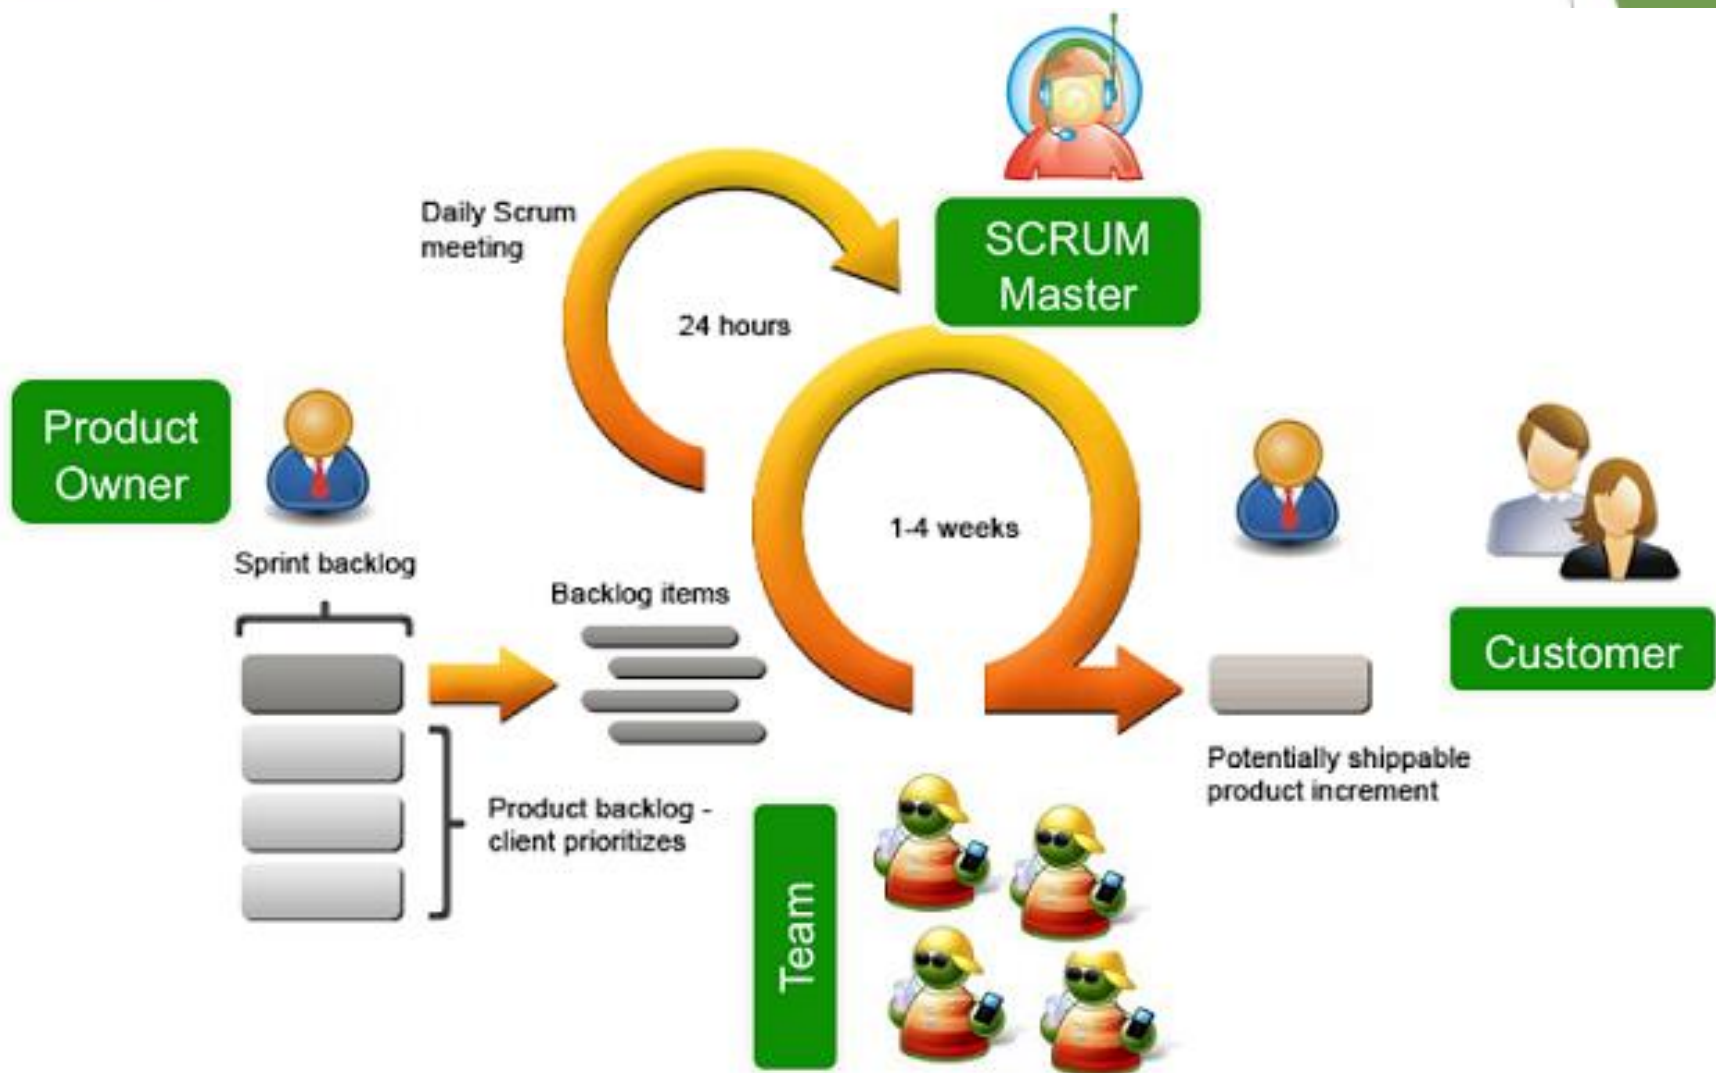 SCRUM
Master
Daily Scrum
meeting
24 hours
Product
Owner
1-4 weeks
Sprint backlog
Backlog items
Customer
Potentially shippable
product increment
Product backlog -
client prioritizes
Team